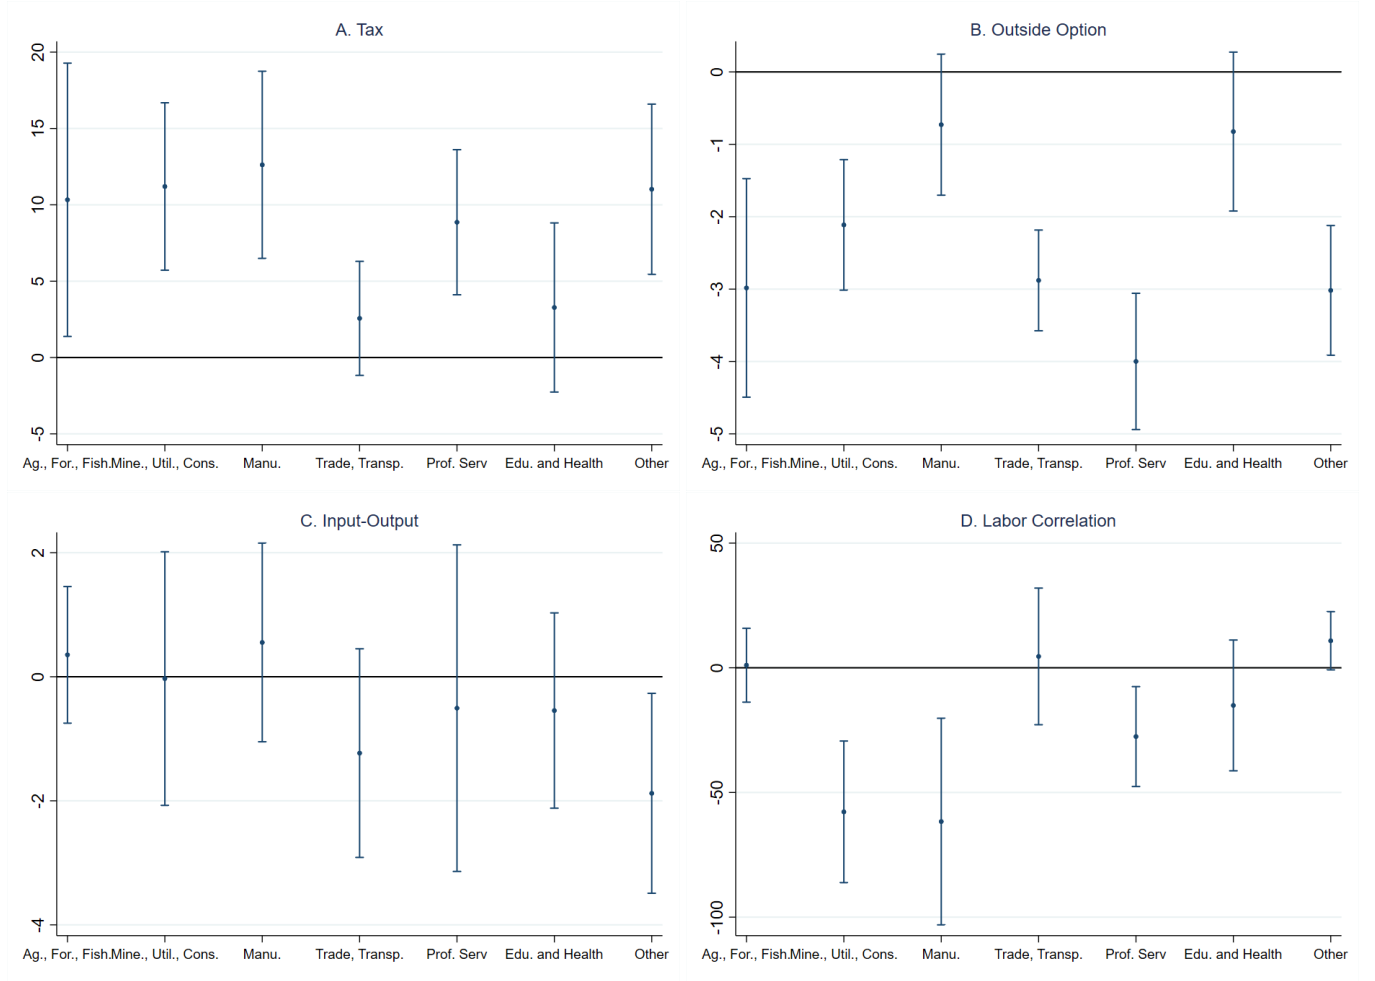 A. Tax
20
15
10
5
0
-5
Ag., For., Fish. Mine., Util., Cons. Manu. Trade, Transp. Prof. Serv Edu. and Health Other
B. Outside Option
0
-1
-2
-3
-4
-5
Ag., For., Fish. Mine., Util., Cons. Manu. Trade, Transp. Prof. Serv Edu. and Health Other
C. Input-Output
2
0
-2
-4
Ag., For., Fish. Mine., Util., Cons. Manu. Trade, Transp. Prof. Serv Edu. and Health Other
D. Labor Correlation
50
0
-50
-100
Ag., For., Fish. Mine., Util., Cons. Manu. Trade, Transp. Prof. Serv Edu. and Health Other